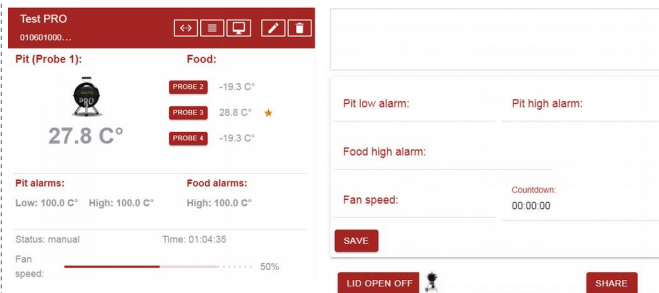 Test PRO
010601000...
Pit (Probe 1):
Food:
PRO
27.8 C°
PROBE 2 -19.3 C°
PROBE 3 28.8 C°
PROBE 4 -19.3 C°
Pit alarms:
Food alarms:
Low: 100.0 C° High: 100.0 C°
High: 100.0 C°
Status: manual
Time: 01:04:35
Fan
speed:
50%
Pit low alarm:
Pit high alarm:
Food high alarm:
Fan speed:
Countdown:
00:00:00
SAVE
LID OPEN OFF
SHARE